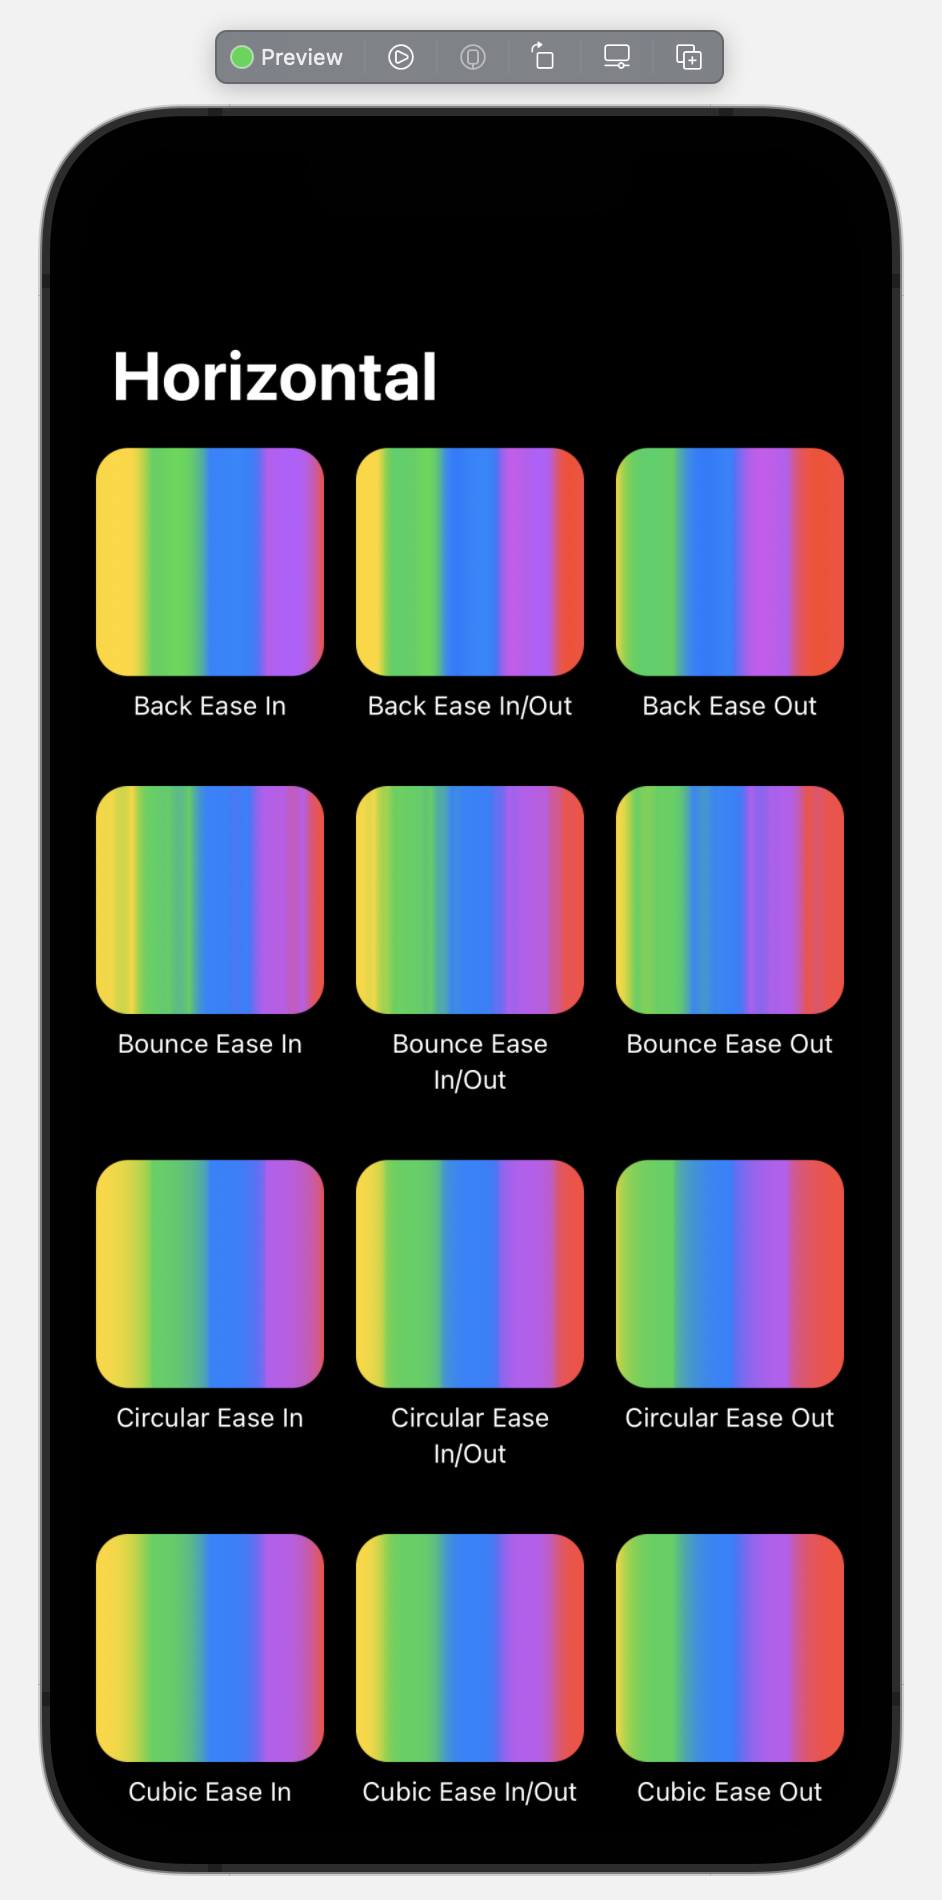 Preview
Horizontal
Back Ease In
Back Ease In/Out
Back Ease Out
Bounce Ease In
Bounce Ease
In/Out
Bounce Ease Out
Circular Ease In
Circular Ease
In/Out
Circular Ease Out
Cubic Ease In
Cubic Ease In/Out
Cubic Ease Out